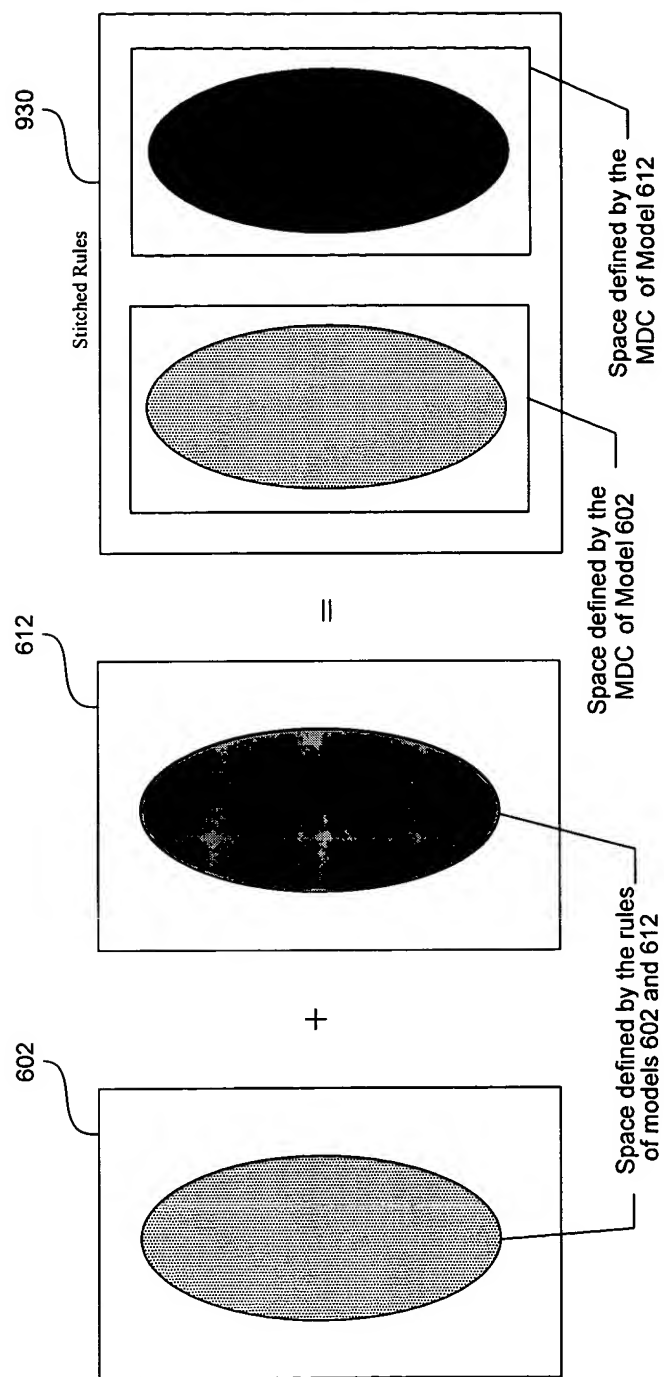 602
+
612
=
930
Stitched Rules
Space defined by the rules
of models 602 and 612
Space defined by the
MDC of Model 602
Space defined by the
MDC of Model 612